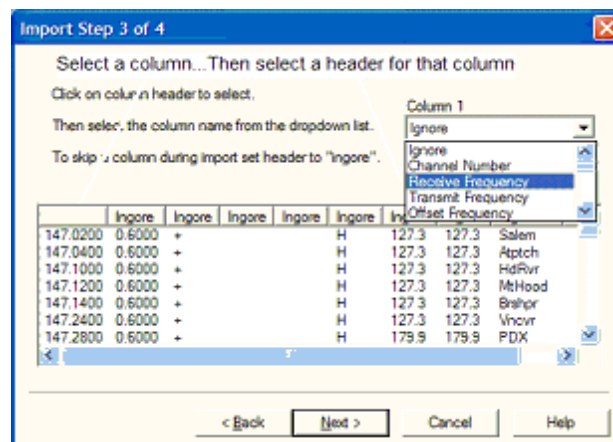 Import Step 3 of 4
Select a column...Then select a header for that column
Click on column header to select.
Column 1
Then select, the column name from the dropdown list.
Ignore
To skip a column during import set header to "ingore".
Ignore
Channel Number
Receive Frequency
Transmit Frequency
Offset Frequency
Ingore Ingore Ingore Ingore Ingore
147.0200 0.6000 + H 127.3 127.3 Salem
147.0400 0.6000 + H 127.3 127.3 Atptch
147.1000 0.6000 + H 127.3 127.3 HdRvr
147.1200 0.6000 + H 127.3 127.3 MtHood
147.1400 0.6000 + H 127.3 127.3 Brshpr
147.2400 0.6000 + H 127.3 127.3 Vncvr
147.2800 0.6000 + H 179.9 179.9 PDX
< Back Next > Cancel Help